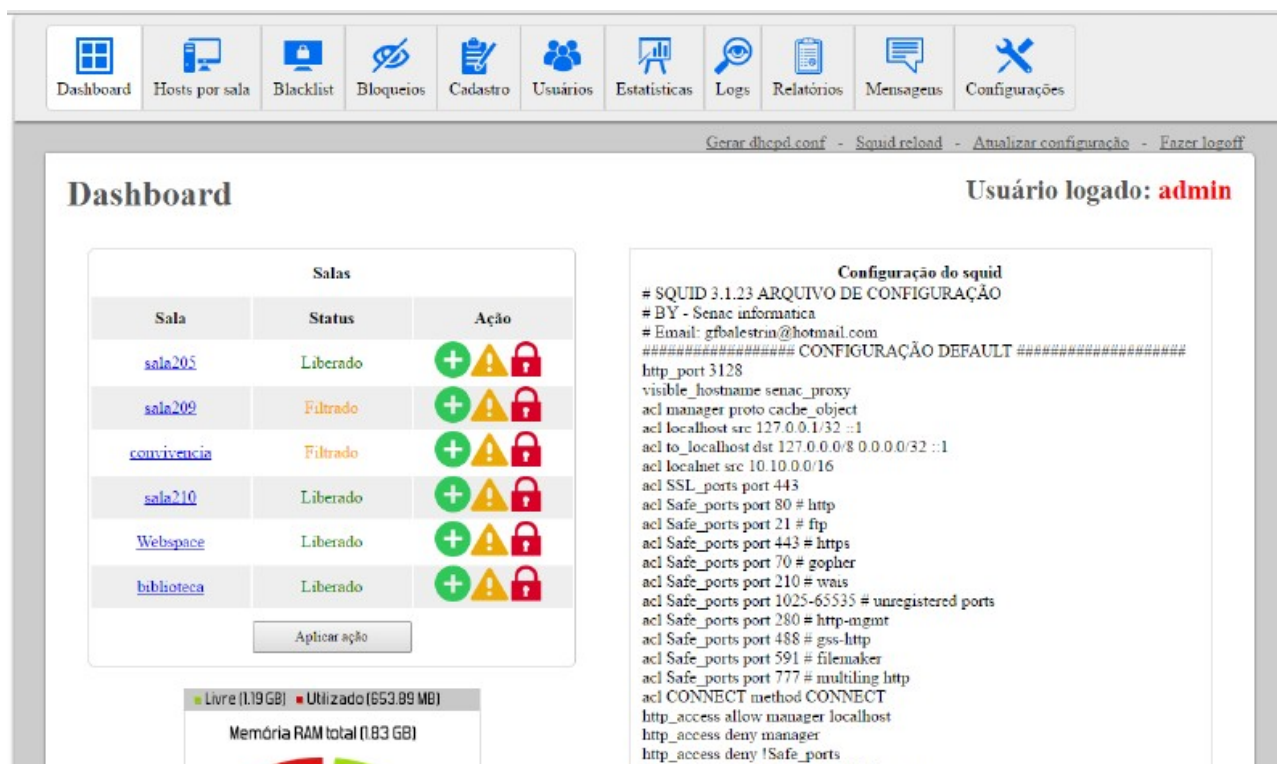 Dashboard Hosts por sala Blacklist Bloqueios Cadastro Usuários Estatísticas Logs Relatórios Mensagens Configurações
Gerar dhcpd.conf - Squid reload - Atualizar configuração - Fazer logoff
Dashboard
Usuário logado: admin
Salas
Sala Status Ação
sala205 Liberado
sala209 Filtrado
convivencia Filtrado
sala210 Liberado
Webspace Liberado
biblioteca Liberado
Aplicar ação
Livre (1.19 GB) Utilizado (653.89 MB)
Memória RAM total (1.83 GB)
Configuração do squid
# SQUID 3.1.23 ARQUIVO DE CONFIGURAÇÃO
# BY - Senac informatica
# Email: gfbalestrin@hotmail.com
################## CONFIGURAÇÃO DEFAULT ####################
http_port 3128
visible_hostname senac_proxy
acl manager proto cache_object
acl localhost src 127.0.0.1/32 ::1
acl to_localhost dst 127.0.0.0/8 0.0.0.0/32 ::1
acl localnet src 10.10.0.0/16
acl SSL_ports port 443
acl Safe_ports port 80 # http
acl Safe_ports port 21 # ftp
acl Safe_ports port 443 # https
acl Safe_ports port 70 # gopher
acl Safe_ports port 210 # wais
acl Safe_ports port 1025-65535 # unregistered ports
acl Safe_ports port 280 # http-mgmt
acl Safe_ports port 488 # gss-http
acl Safe_ports port 591 # filemaker
acl Safe_ports port 777 # multiling http
acl CONNECT method CONNECT
http_access allow manager localhost
http_access deny manager
http_access deny !Safe_ports